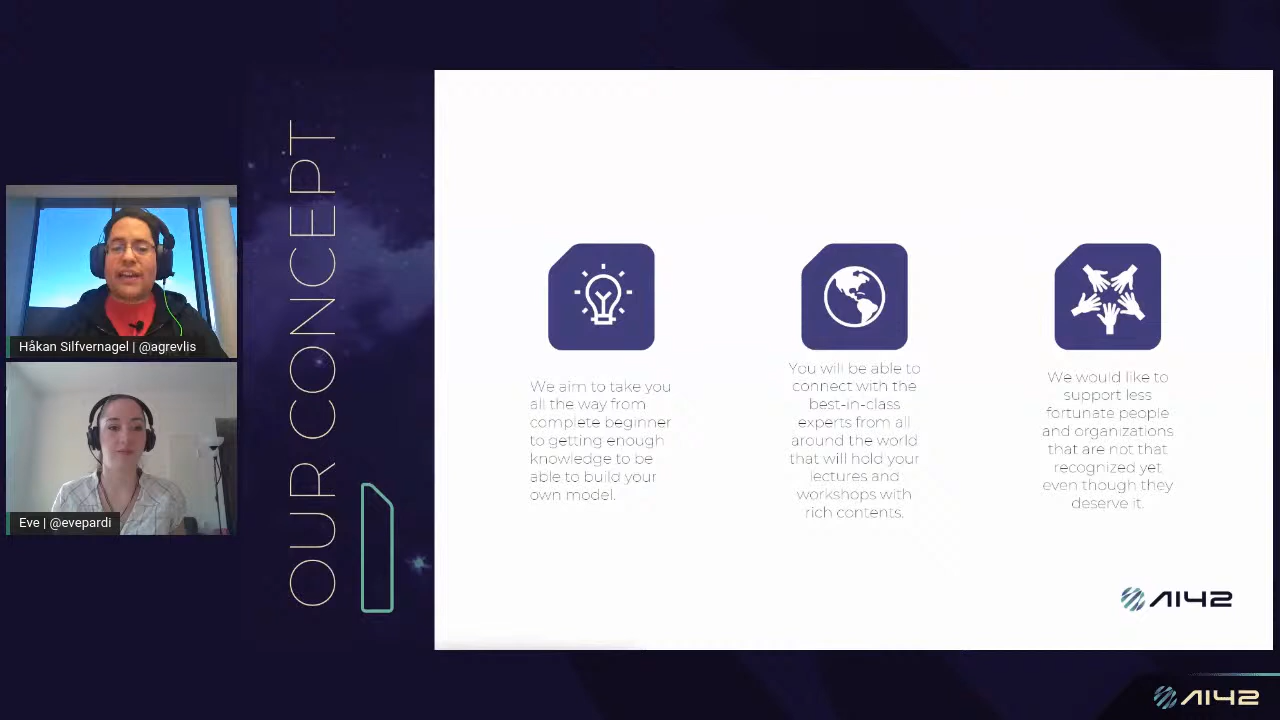 OUR CONCEPT
Håkan Silfvernagel | @agrevlis
Eve | @evepardi
We aim to take you
all the way from
complete beginner
to getting enough
knowledge to be
able to build your
own model.
You will be able to
connect with the
best-in-class
experts from all
around the world
that will hold your
lectures and
workshops with
rich contents.
We would like to
support less
fortunate people
and organizations
that are not that
recognized yet,
even though they
deserve it.
AI42
AI42